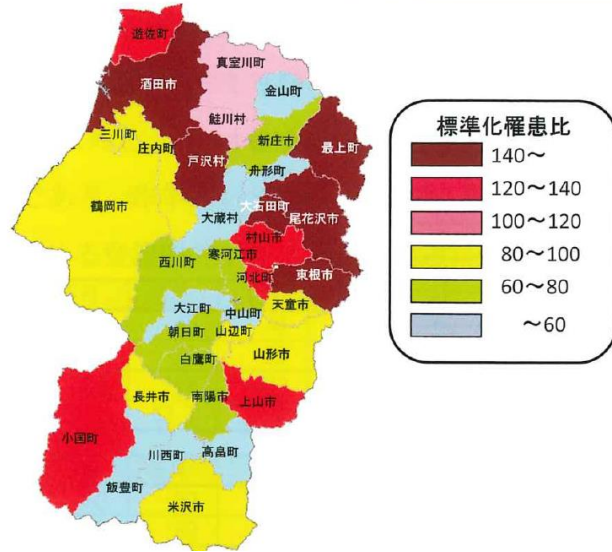 遊佐町
真室川町
酒田市
金山町
鮭川村
三川町
庄内町
新庄市
最上町
戸沢村
舟形町
鶴岡市
大蔵村
大石田町
尾花沢市
村山市
西川町
寒河江市
河北町
東根市
大江町
中山町
天童市
朝日町
山辺町
山形市
白鷹町
長井市
南陽市
上山市
小国町
川西町
高畠町
飯豊町
米沢市
標準化罹患比
140～
120～140
100～120
80～100
60～80
～60